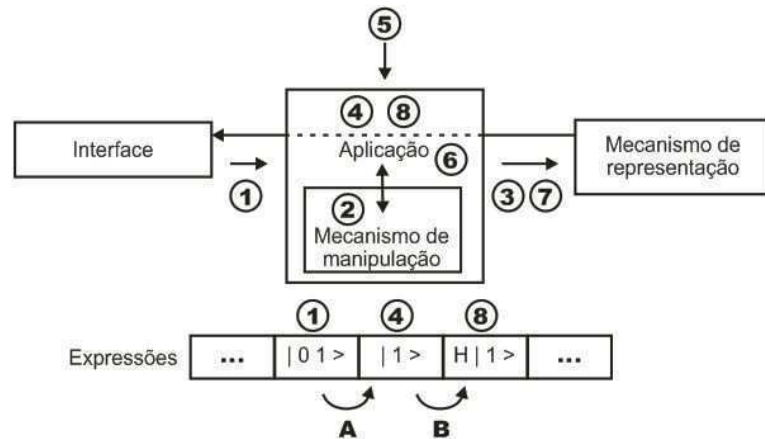 5
4 8
Interface
Aplicação
6
Mecanismo de
representação
1
3 7
2
Mecanismo de
manipulação
1 4 8
Expressões ... | 0 1 > | 1 > H | 1 > ...
A B